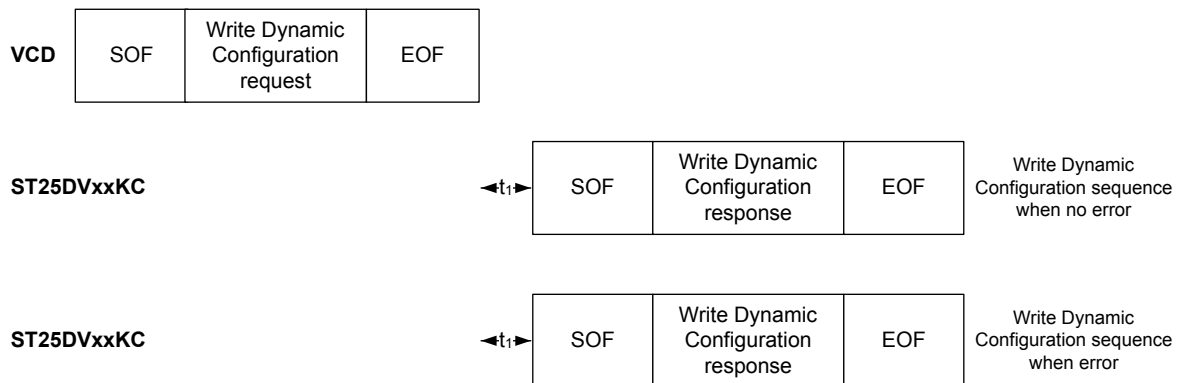 VCD
SOF
Write Dynamic
Configuration
request
EOF
ST25DVxxKC
t1
SOF
Write Dynamic
Configuration
response
EOF
Write Dynamic
Configuration sequence
when no error
ST25DVxxKC
t1
SOF
Write Dynamic
Configuration
response
EOF
Write Dynamic
Configuration sequence
when error